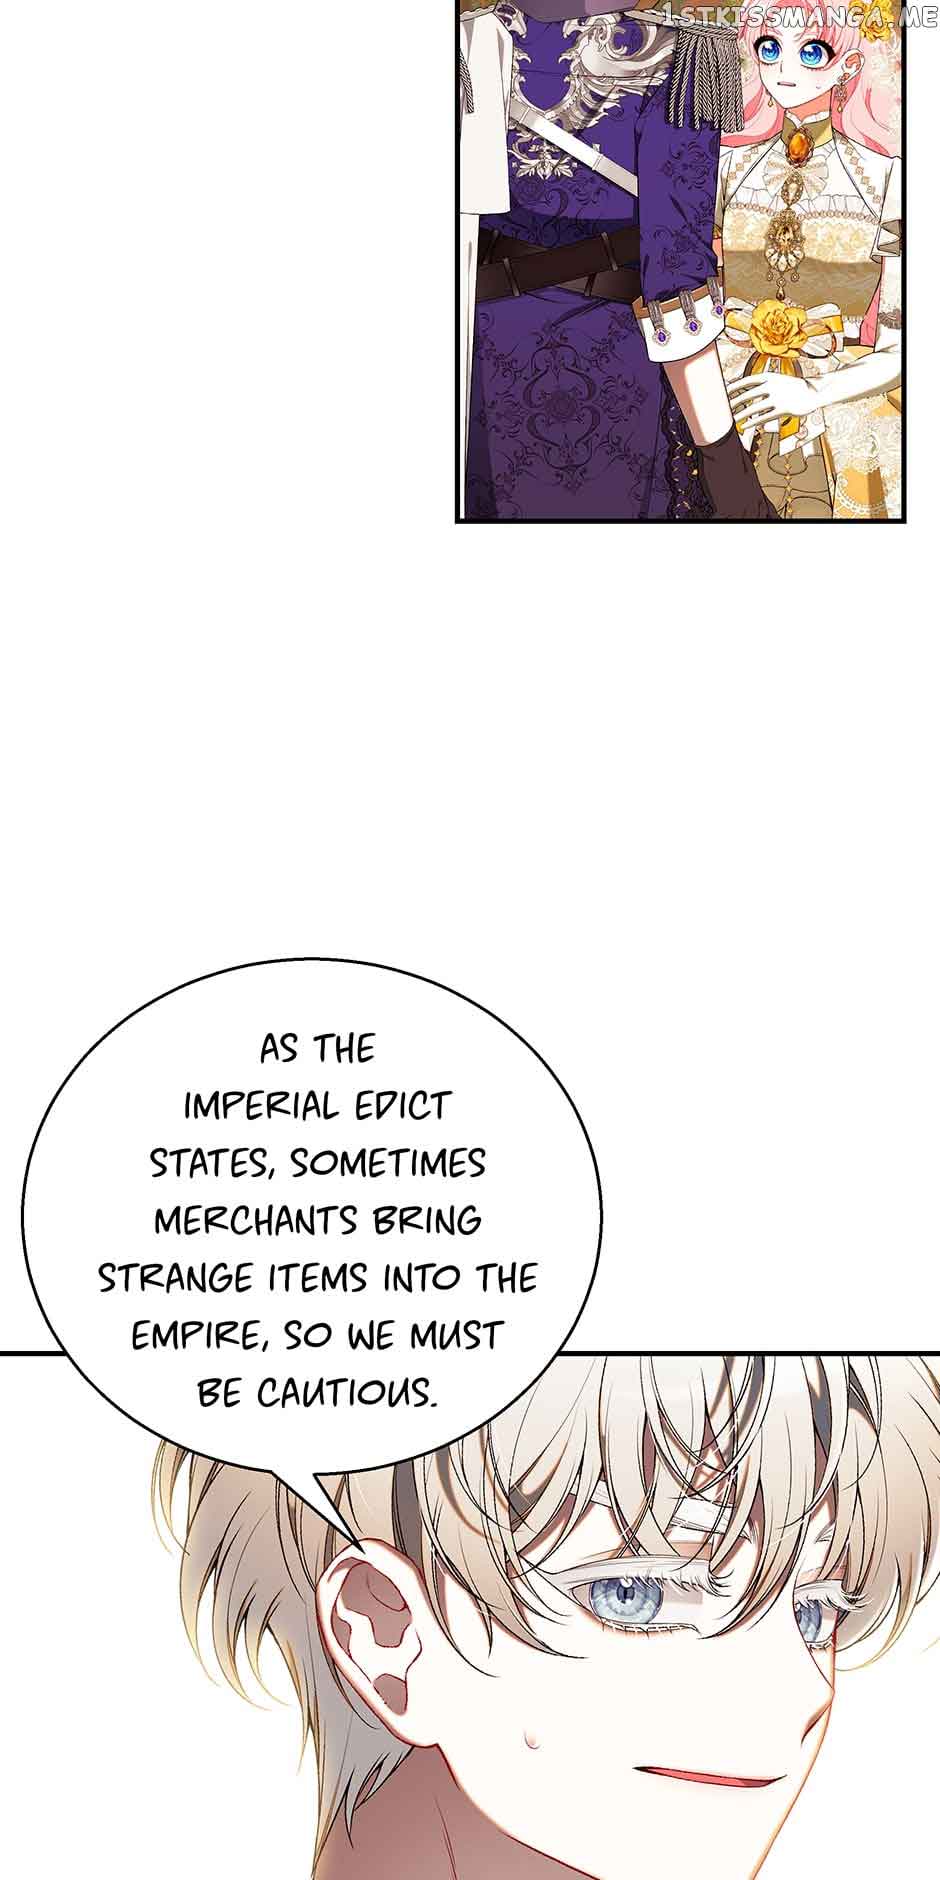 1STKISSMANGA.ME
AS THE
IMPERIAL EDICT
STATES, SOMETIMES
MERCHANTS BRING
STRANGE ITEMS INTO THE
EMPIRE, SO WE MUST
BE CAUTIOUS.